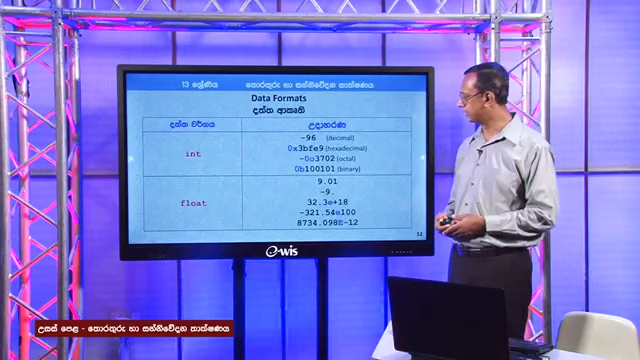 13 ශ්‍රේණිය තොරතුරු හා සන්නිවේදන තාක්ෂණය
Data Formats
දත්ත ආකෘති
දත්ත වර්ගය උදාහරණ
int
-96 (decimal)
0x3bfe9 (hexadecimal)
-0o3702 (octal)
0b100101 (binary)
float
9.01
-9.
32.3e+18
-321.54e100
8734.098E-12
12
e-wis
උසස් පෙළ - තොරතුරු හා සන්නිවේදන තාක්ෂණය